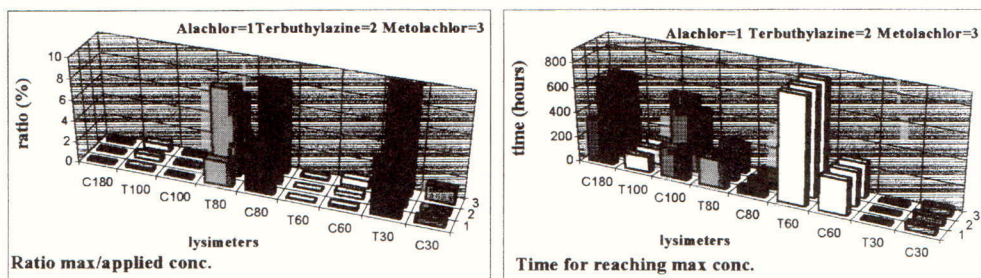 Alachlor=1Terbuthylazine=2 Metolachlor=3
ratio (%)
10
8
6
4
2
0
C180
T100
C100
T80
C80
T60
C60
T30
C30
3
2
1
lysimeters
Ratio max/applied conc.
Alachlor=1 Terbuthylazine=2 Metolachlor=3
time (hours)
800
600
400
200
0
C180
T100
C100
T80
C80
T60
C60
T30
C30
3
2
1
lysimeters
Time for reaching max conc.